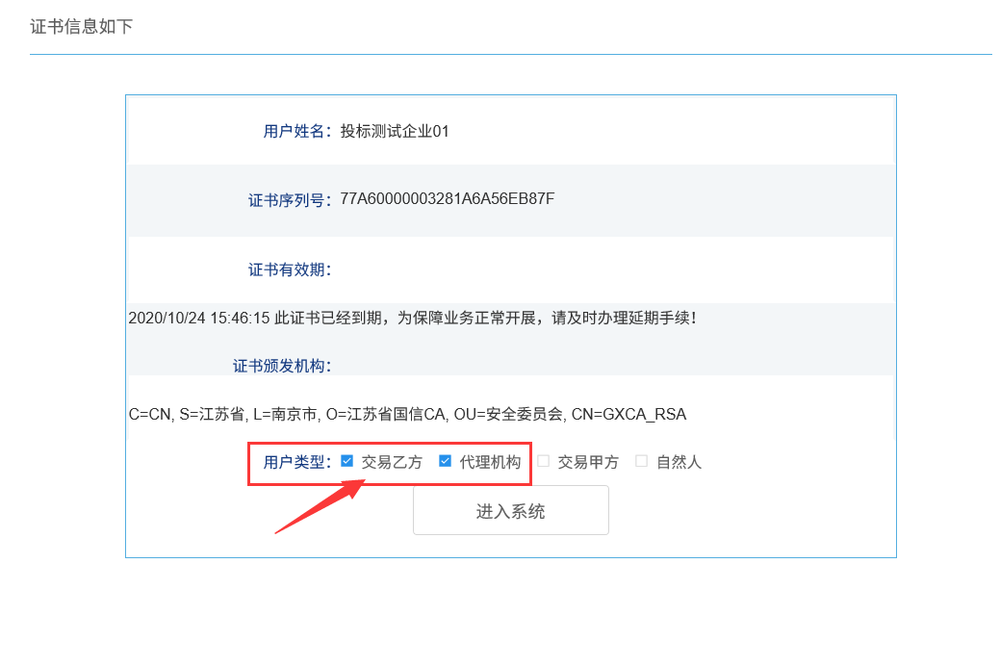 证书信息如下
用户姓名：投标测试企业01
证书序列号：77A60000003281A6A56EB87F
证书有效期：
2020/10/24 15:46:15 此证书已经到期，为保障业务正常开展，请及时办理延期手续！
证书颁发机构：
C=CN, S=江苏省, L=南京市, O=江苏省国信CA, OU=安全委员会, CN=GXCA_RSA
用户类型： 交易乙方 代理机构 交易甲方 自然人
进入系统